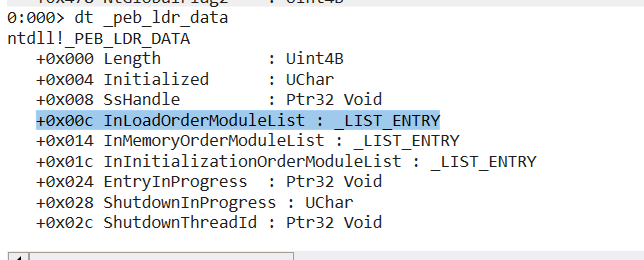 0:000> dt _peb_ldr_data
ntdll!_PEB_LDR_DATA
+0x000 Length : Uint4B
+0x004 Initialized : UChar
+0x008 SsHandle : Ptr32 Void
+0x00c InLoadOrderModuleList : _LIST_ENTRY
+0x014 InMemoryOrderModuleList : _LIST_ENTRY
+0x01c InInitializationOrderModuleList : _LIST_ENTRY
+0x024 EntryInProgress : Ptr32 Void
+0x028 ShutdownInProgress : UChar
+0x02c ShutdownThreadId : Ptr32 Void